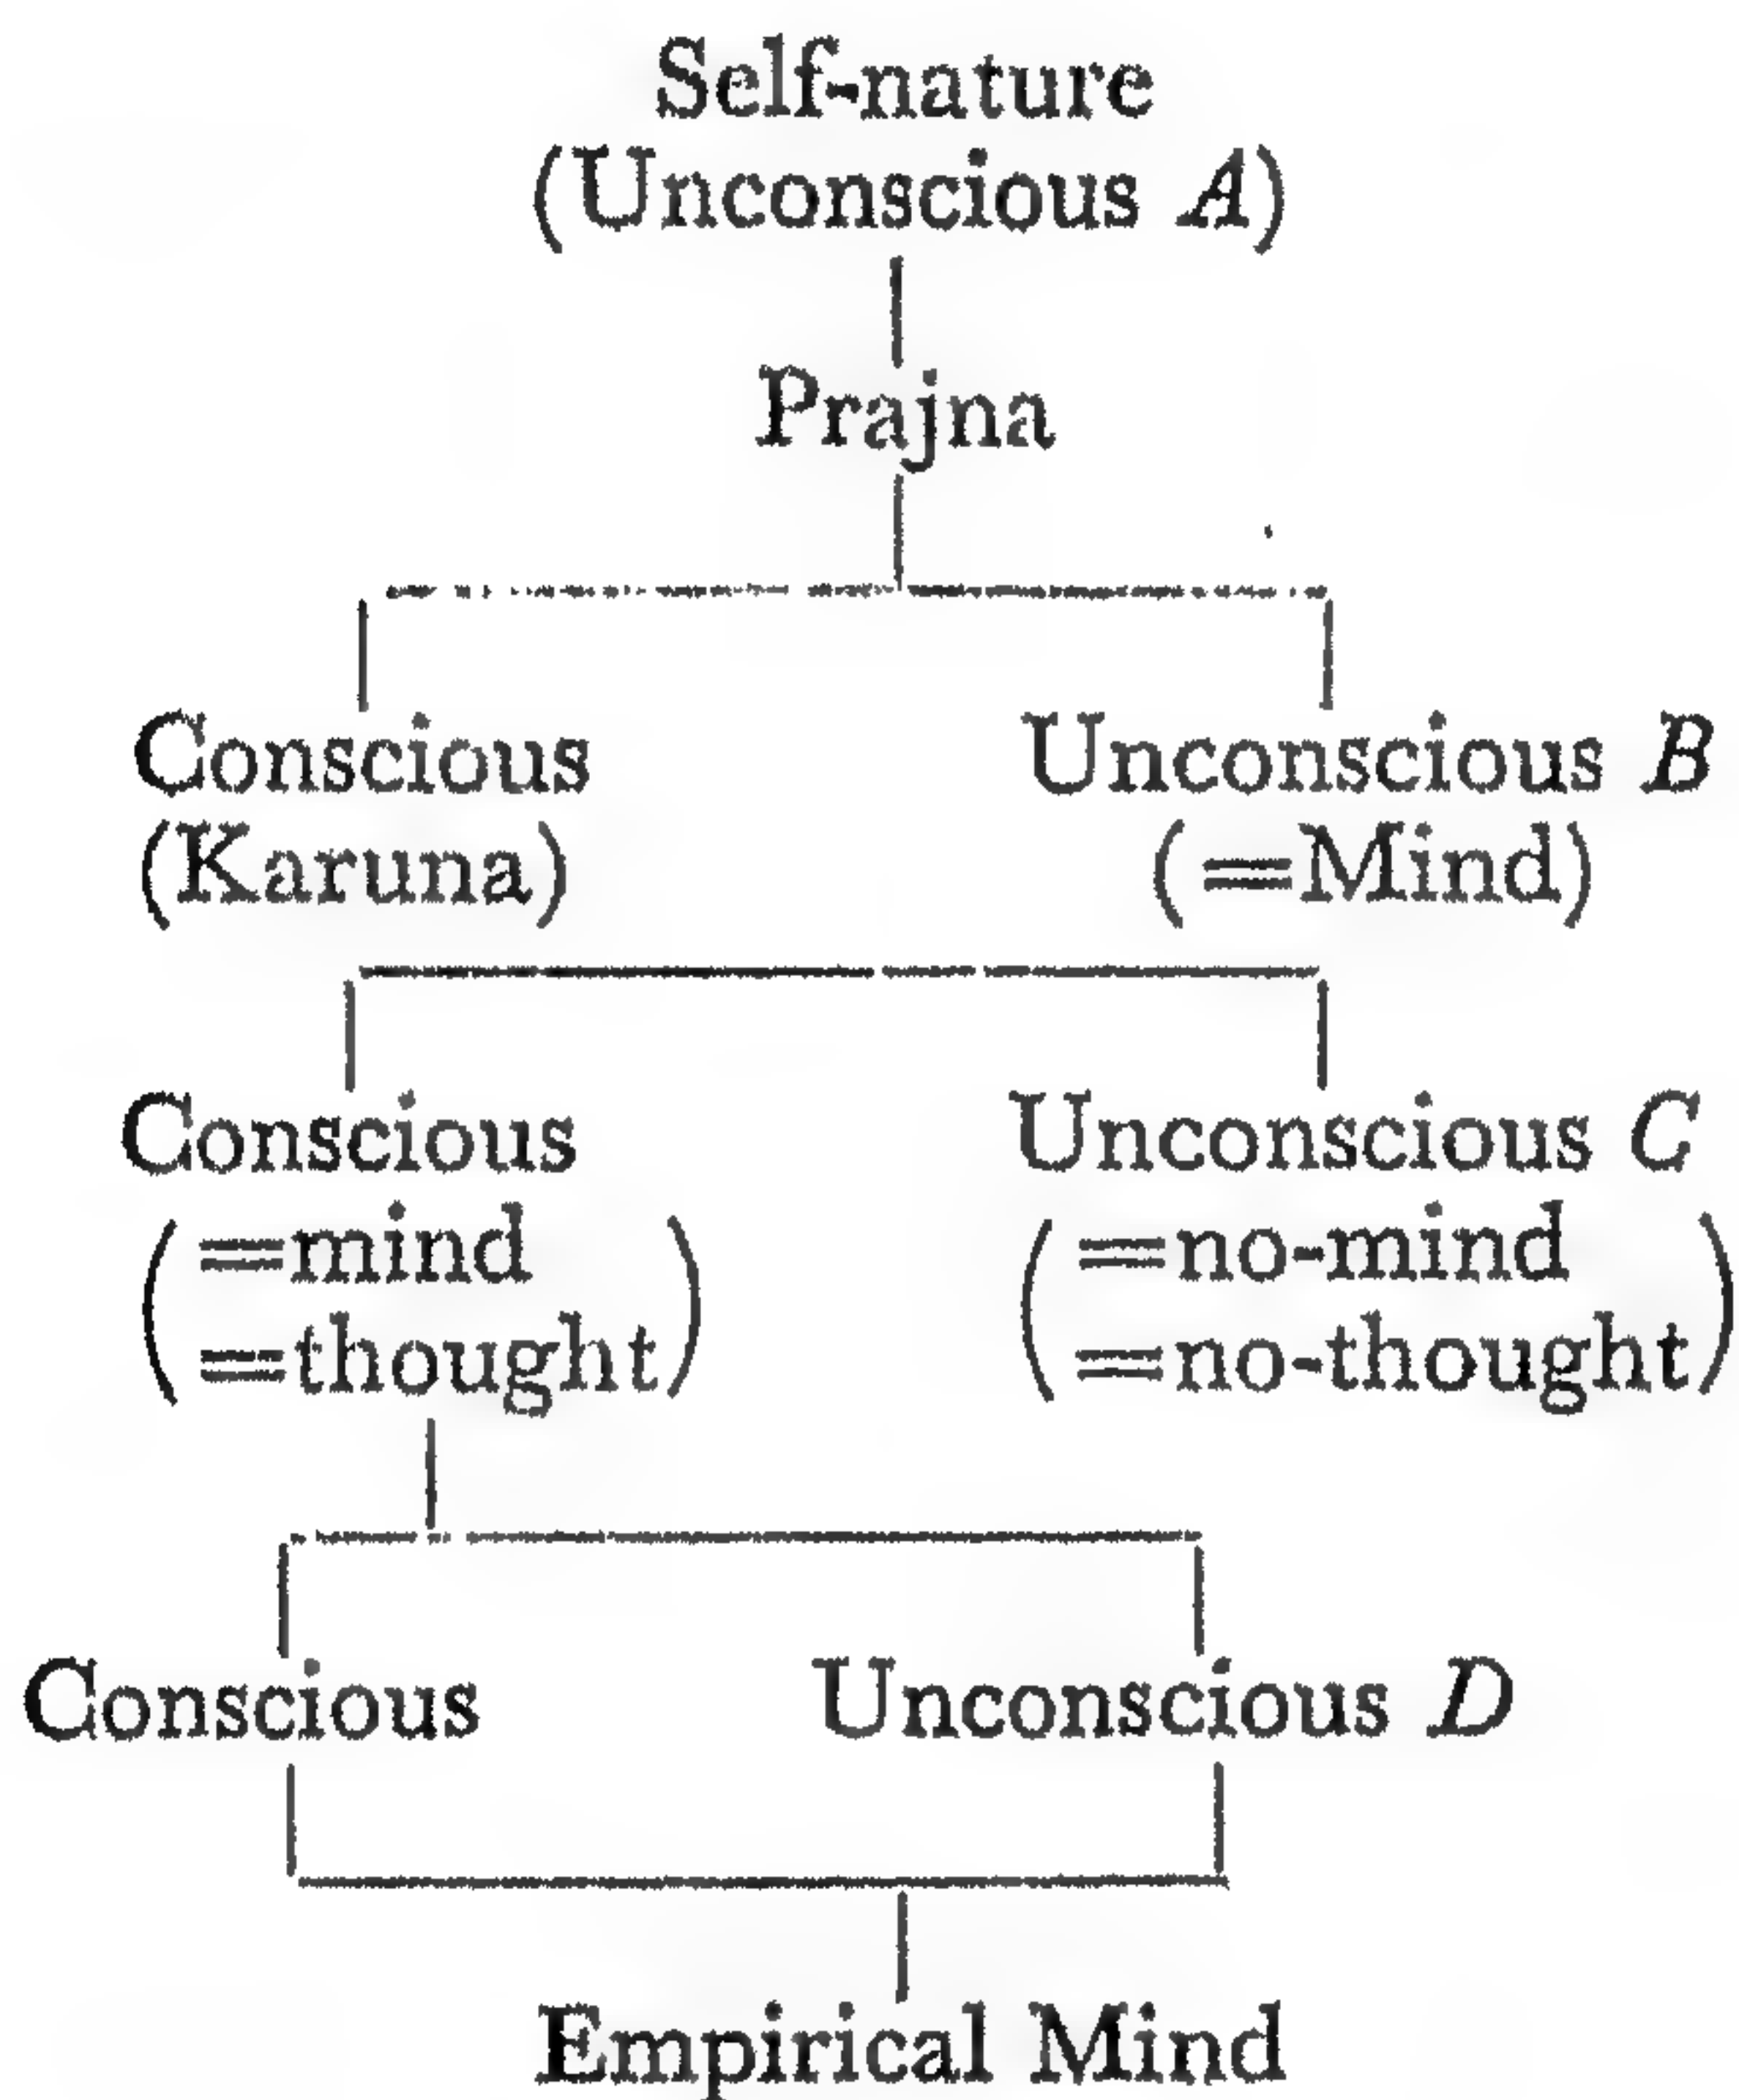 Self-nature
(Unconscious A)
Prajna
Conscious Unconscious B
(Karuna) (=Mind)
Conscious Unconscious C
(=mind =no-mind
=thought) =no-thought)
Conscious Unconscious D
Empirical Mind